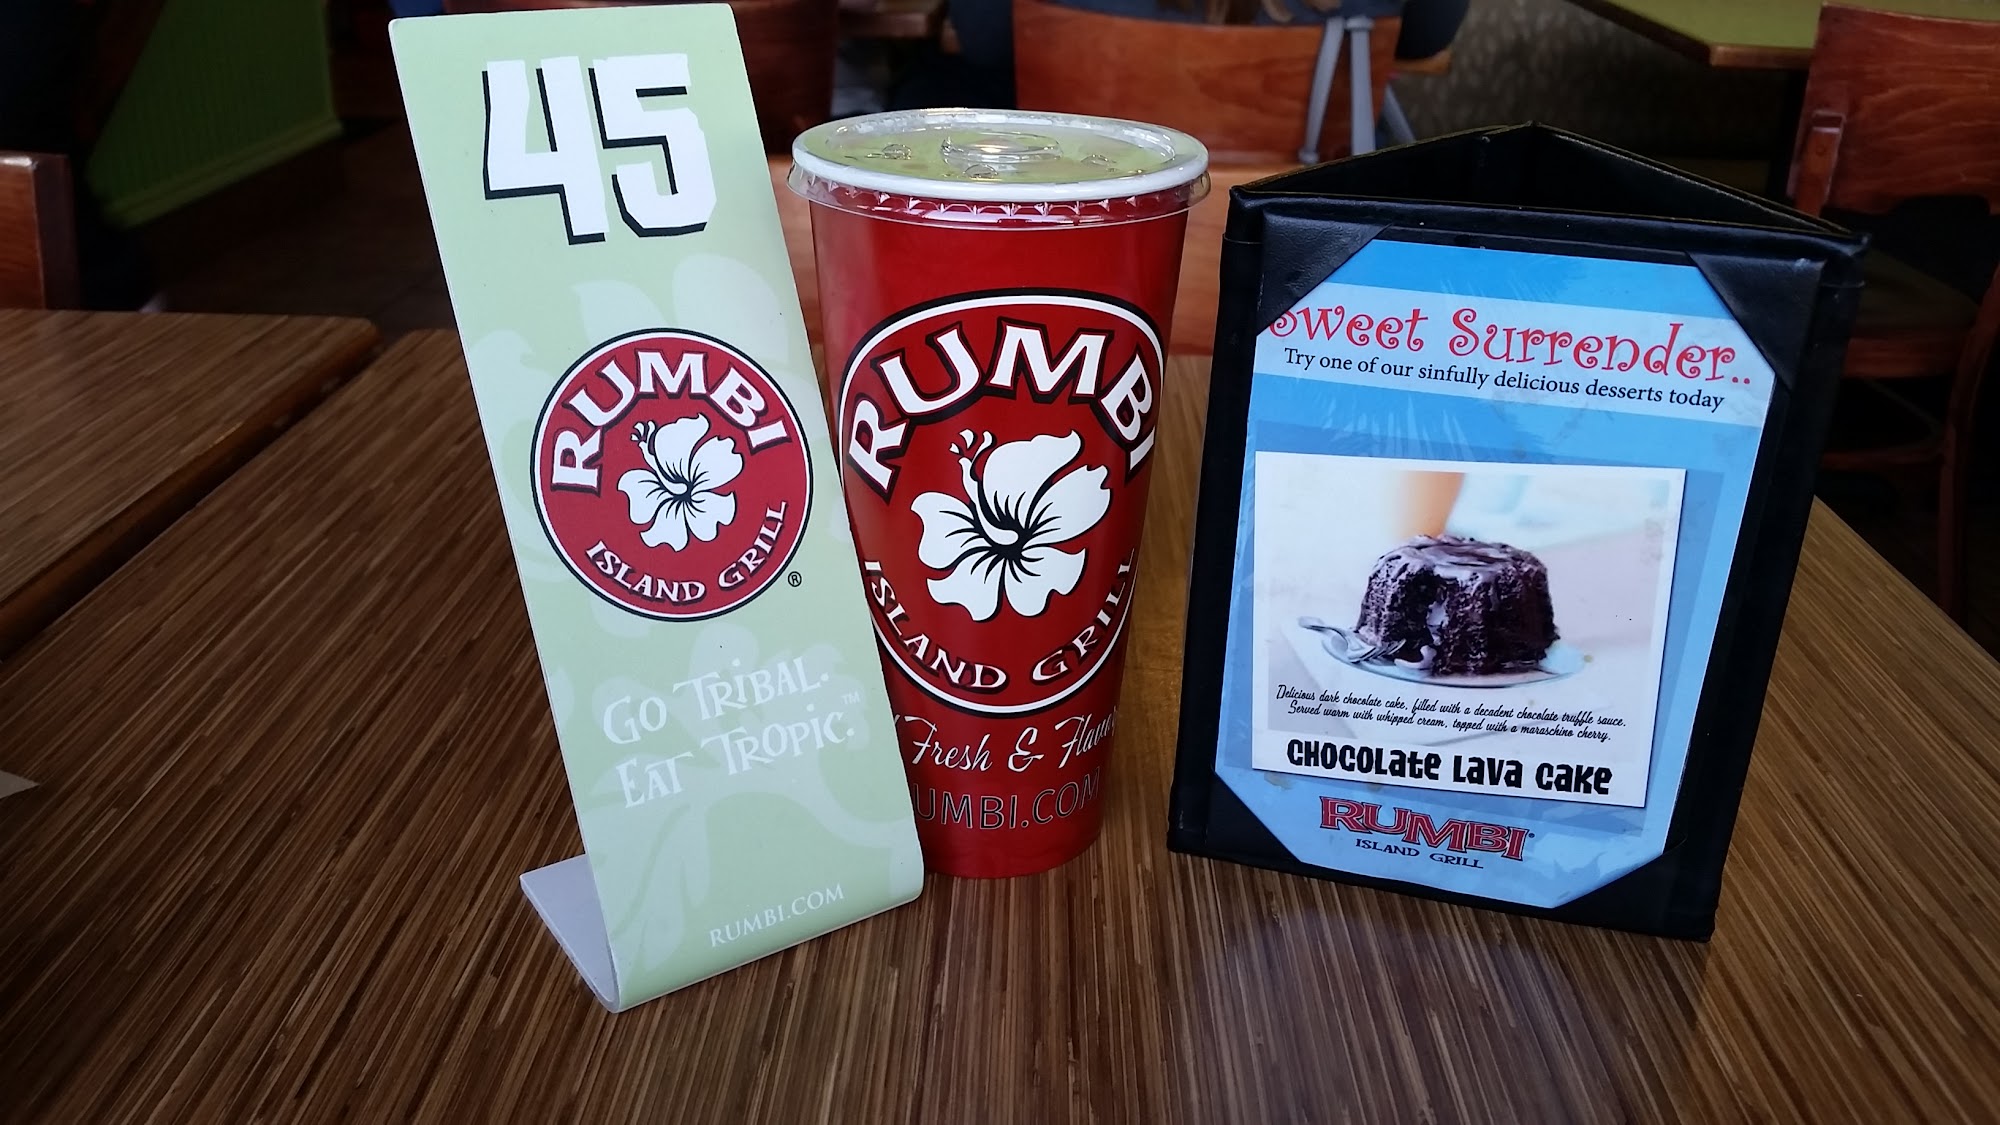 45
RUMBI
ISLAND GRILL
®
GO TRIBAL.
EAT TROPIC.™
RUMBI.COM
RUMBI
ISLAND GRILL
Fresh &
UMBI.COM
Sweet Surrender..
Try one of our sinfully delicious desserts today
Delicious dark chocolate cake, filled with a decadent chocolate truffle sauce.
Served warm with whipped cream, topped with a maraschino cherry.
CHOCOLATE LAVA CAKE
RUMBI®
ISLAND GRILL